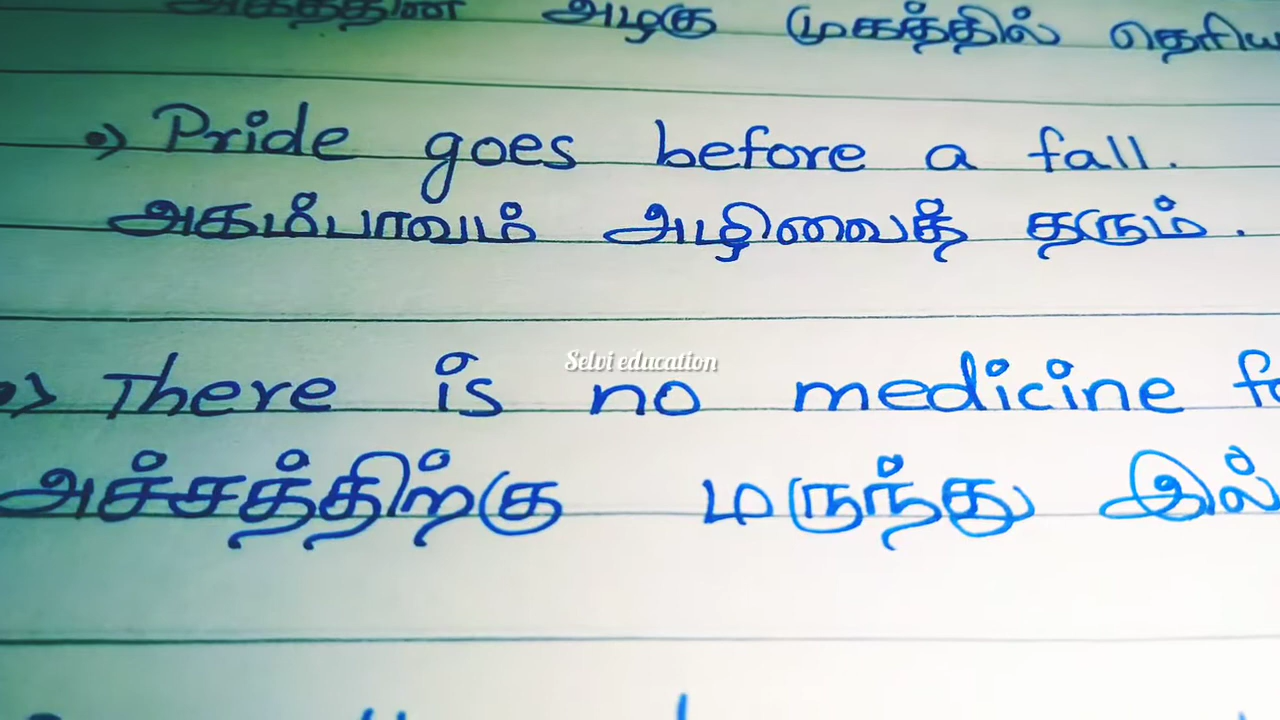 அகத்தின் அழகு முகத்தில்
•) Pride goes before a fall.
அகம்பாவம் அழிவைத் தரும்.
Selvi education
•> There is no medicine
அச்சத்திற்கு மருந்து